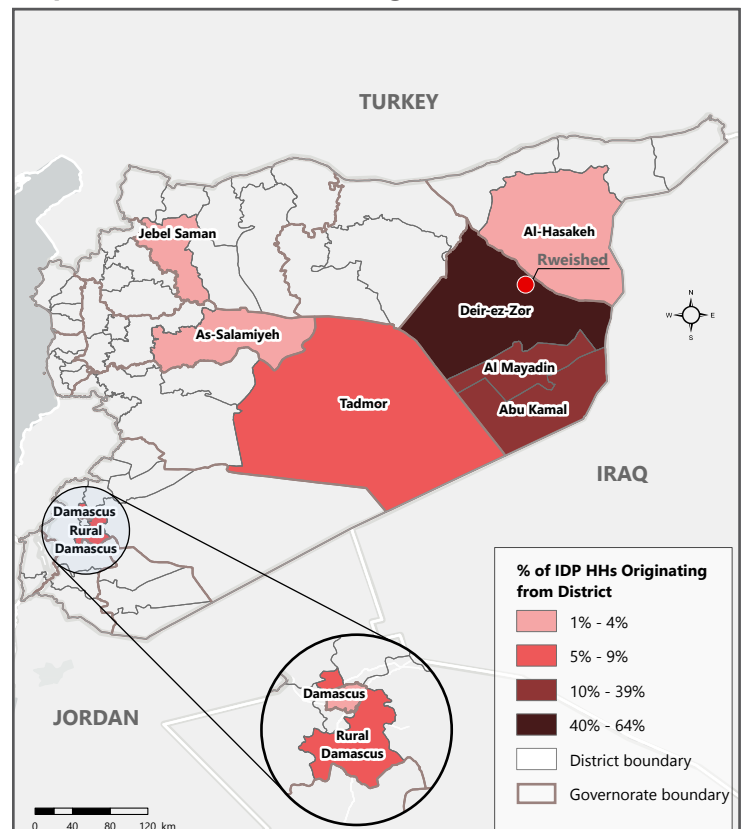 TURKEY
Jebel Saman
Al-Hasakeh
Rweished
Deir-ez-Zor
N
W
E
S
As-Salamiyeh
Al Mayadin
Abu Kamal
Tadmor
IRAQ
Damascus
Rural
Damascus
% of IDP HHs Originating
from District
1% - 4%
5% - 9%
10% - 39%
40% - 64%
District boundary
Governorate boundary
Damascus
Rural
Damascus
JORDAN
0 40 80 120 km